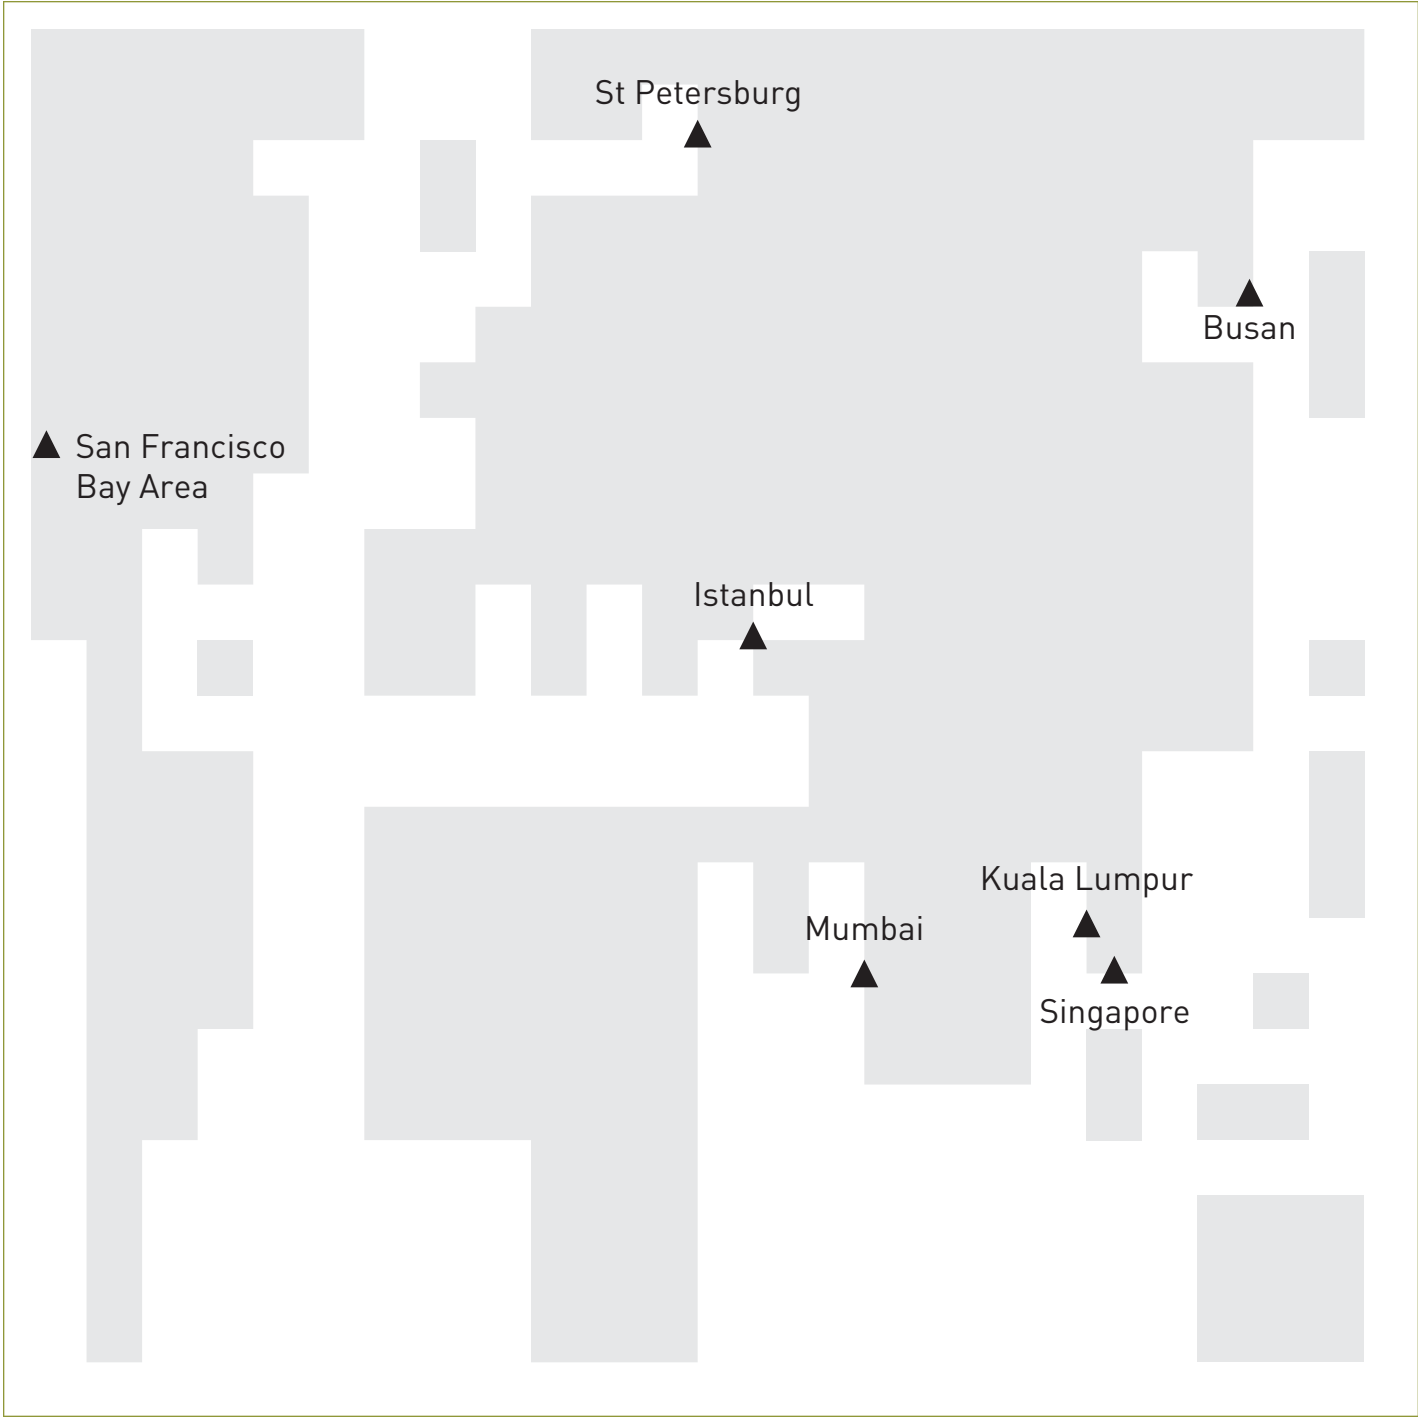 St Petersburg
Busan
San Francisco
Bay Area
Istanbul
Kuala Lumpur
Mumbai
Singapore